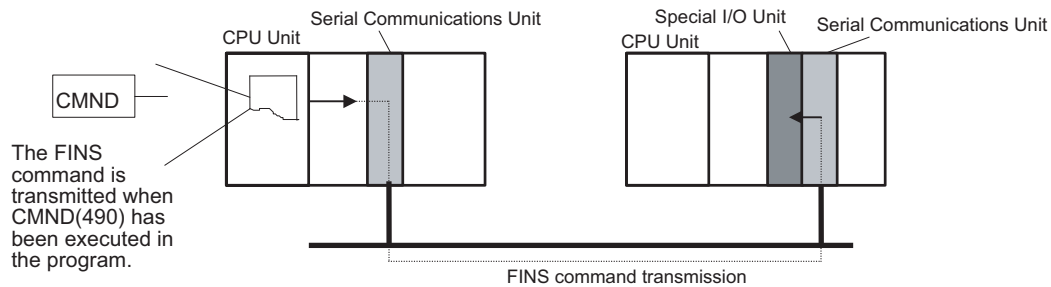 Serial Communications Unit
CPU Unit
Special I/O Unit
Serial Communications Unit
CPU Unit
CMND
The FINS
command is
transmitted when
CMND(490) has
been executed in
the program.
FINS command transmission